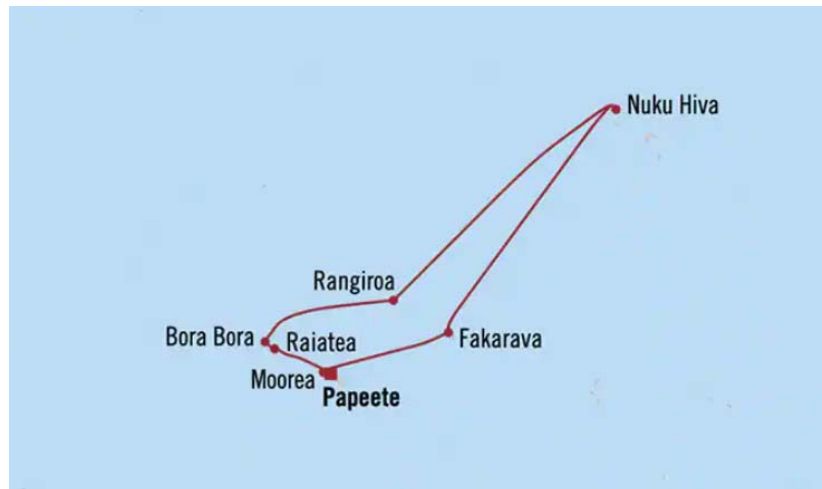 Nuku Hiva
Rangiroa
Bora Bora
Raiatea
Fakarava
Moorea
Papeete